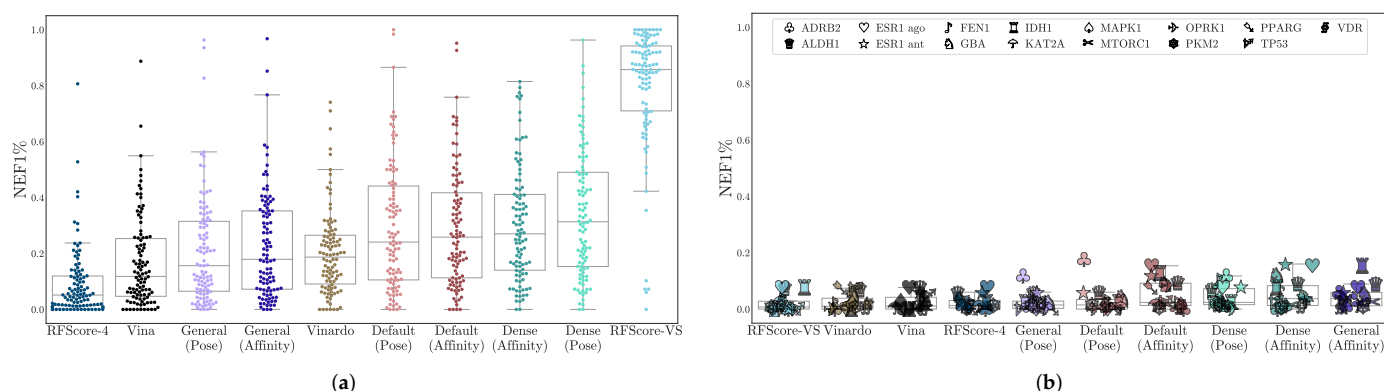 NEF1%
1.0
0.8
0.6
0.4
0.2
0.0
RFScore-4 Vina General (Pose) General (Affinity) Vinardo Default (Pose) Default (Affinity) Dense (Affinity) Dense (Pose) RFScore-VS
(a)
NEF1%
1.0
0.8
0.6
0.4
0.2
0.0
ADRB2 ESR1 ago FEN1 IDH1 MAPK1 OPRK1 PPARG VDR
ALDH1 ESR1 ant GBA KAT2A MTORC1 PKM2 TP53
RFScore-VS Vinardo Vina RFScore-4 General (Pose) Default (Pose) Default (Affinity) Dense (Pose) Dense (Affinity) General (Affinity)
(b)